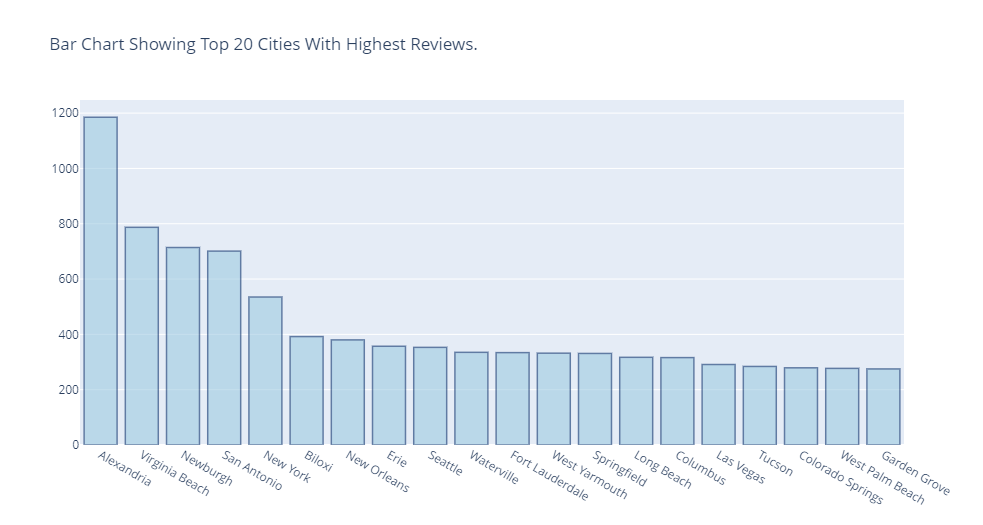 Bar Chart Showing Top 20 Cities With Highest Reviews.
1200
1000
800
600
400
200
0
Alexandria
Virginia Beach
Newburgh
San Antonio
New York
Biloxi
New Orleans
Erie
Seattle
Waterville
Fort Lauderdale
West Yarmouth
Springfield
Long Beach
Columbus
Las Vegas
Tucson
Colorado Springs
West Palm Beach
Garden Grove